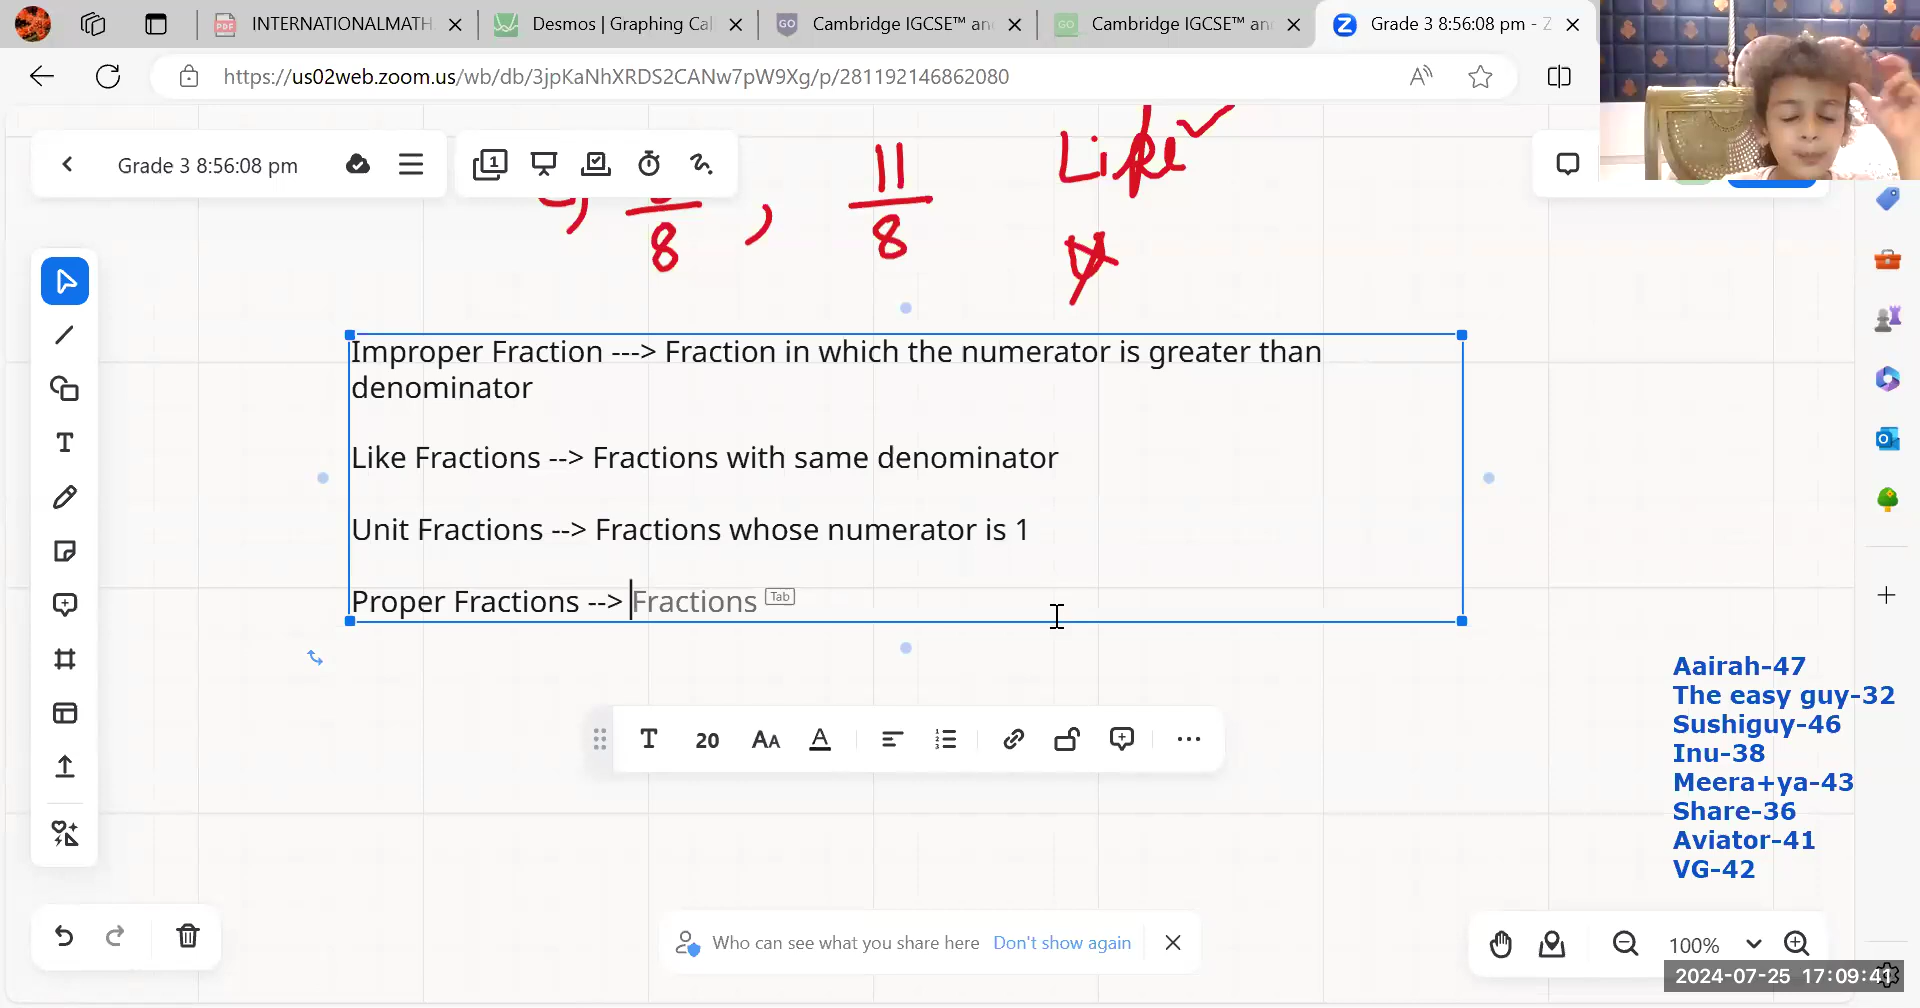 INTERNATIONALMATH
Desmos | Graphing Cal
Cambridge IGCSE™ an
Cambridge IGCSE™ an
Grade 3 8:56:08 pm - Z
https://us02web.zoom.us/wb/db/3jpKaNhXRDS2CANw7pW9Xg/p/281192146862080
Grade 3 8:56:08 pm
8 , 11/8
Like
Improper Fraction ---> Fraction in which the numerator is greater than
denominator
Like Fractions --> Fractions with same denominator
Unit Fractions --> Fractions whose numerator is 1
Proper Fractions --> Fractions Tab
20
Aairah-47
The easy guy-32
Sushiguy-46
Inu-38
Meera+ya-43
Share-36
Aviator-41
VG-42
Who can see what you share here Don't show again
100%
2024-07-25 17:09:41